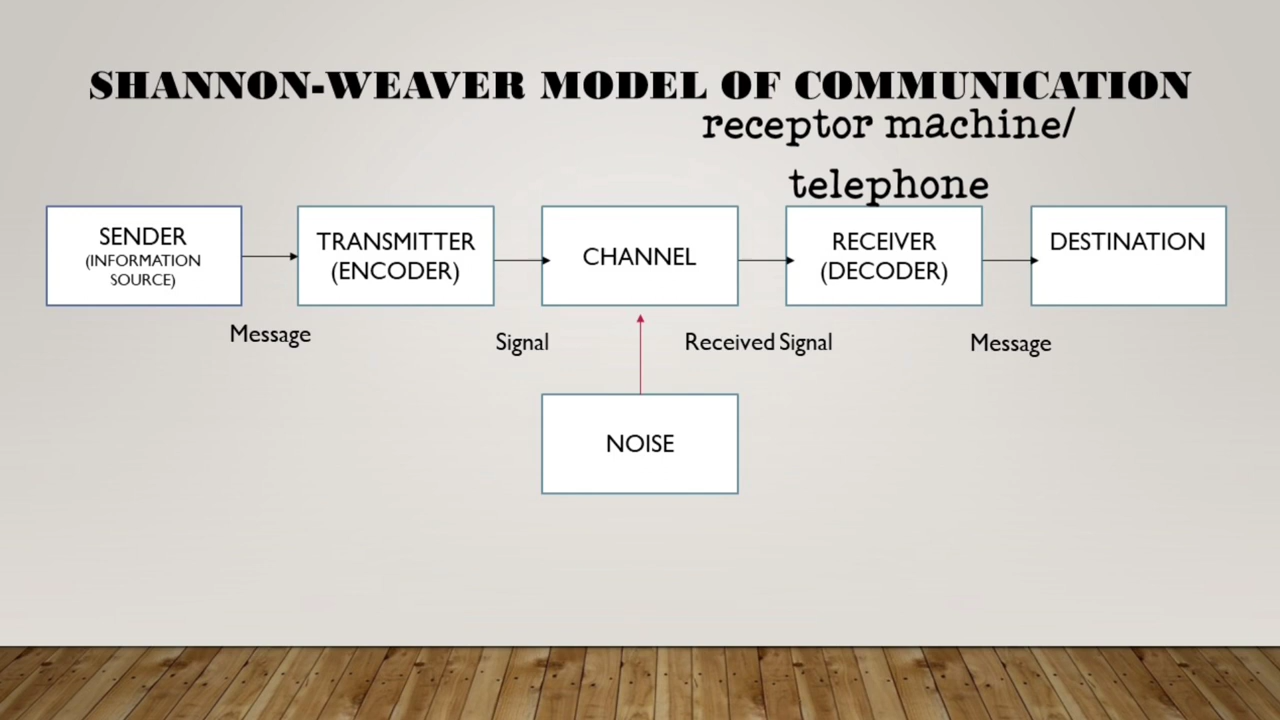 SHANNON-WEAVER MODEL OF COMMUNICATION
receptor machine/
telephone
SENDER
(INFORMATION
SOURCE)
TRANSMITTER
(ENCODER)
CHANNEL
RECEIVER
(DECODER)
DESTINATION
Message
Signal
Received Signal
Message
NOISE